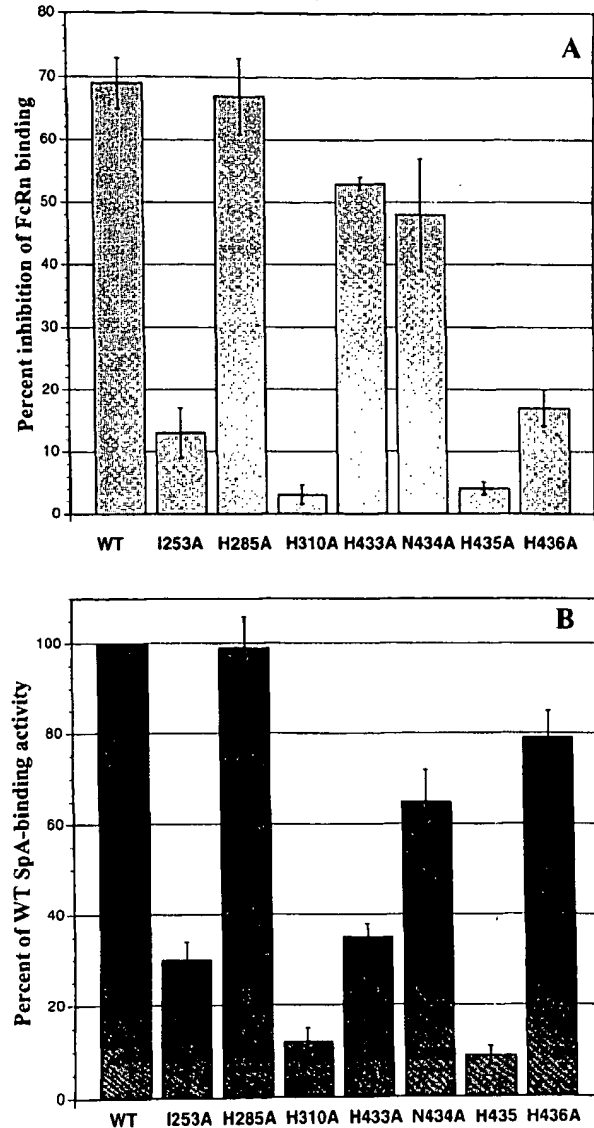 A
Percent inhibition of FcRn binding
80
70
60
50
40
30
20
10
0
WT I253A H285A H310A H433A N434A H435A H436A
B
Percent of WT SpA-binding activity
100
80
60
40
20
0
WT I253A H285A H310A H433A N434A H435 H436A